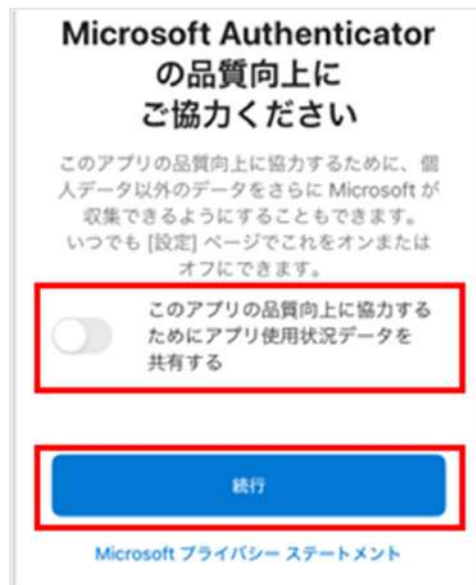 Microsoft Authenticator
の品質向上に
ご協力ください
このアプリの品質向上に協力するために、個
人データ以外のデータをさらに Microsoft が
収集できるようにすることもできます。
いつでも [設定] ページでこれをオンまたは
オフにできます。
このアプリの品質向上に協力する
ためにアプリ使用状況データを
共有する
続行
Microsoft プライバシー ステートメント